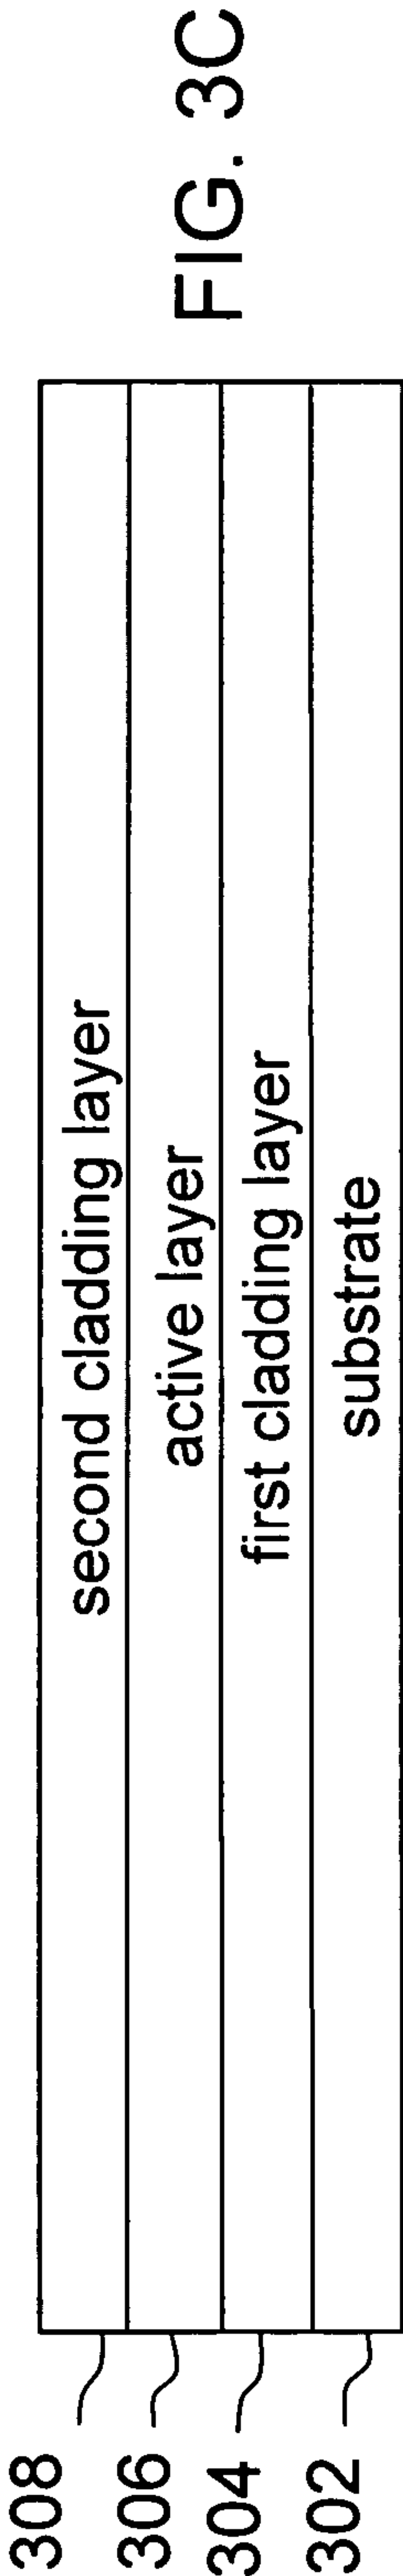 308
second cladding layer
306
active layer
304
first cladding layer
302
substrate
FIG. 3C